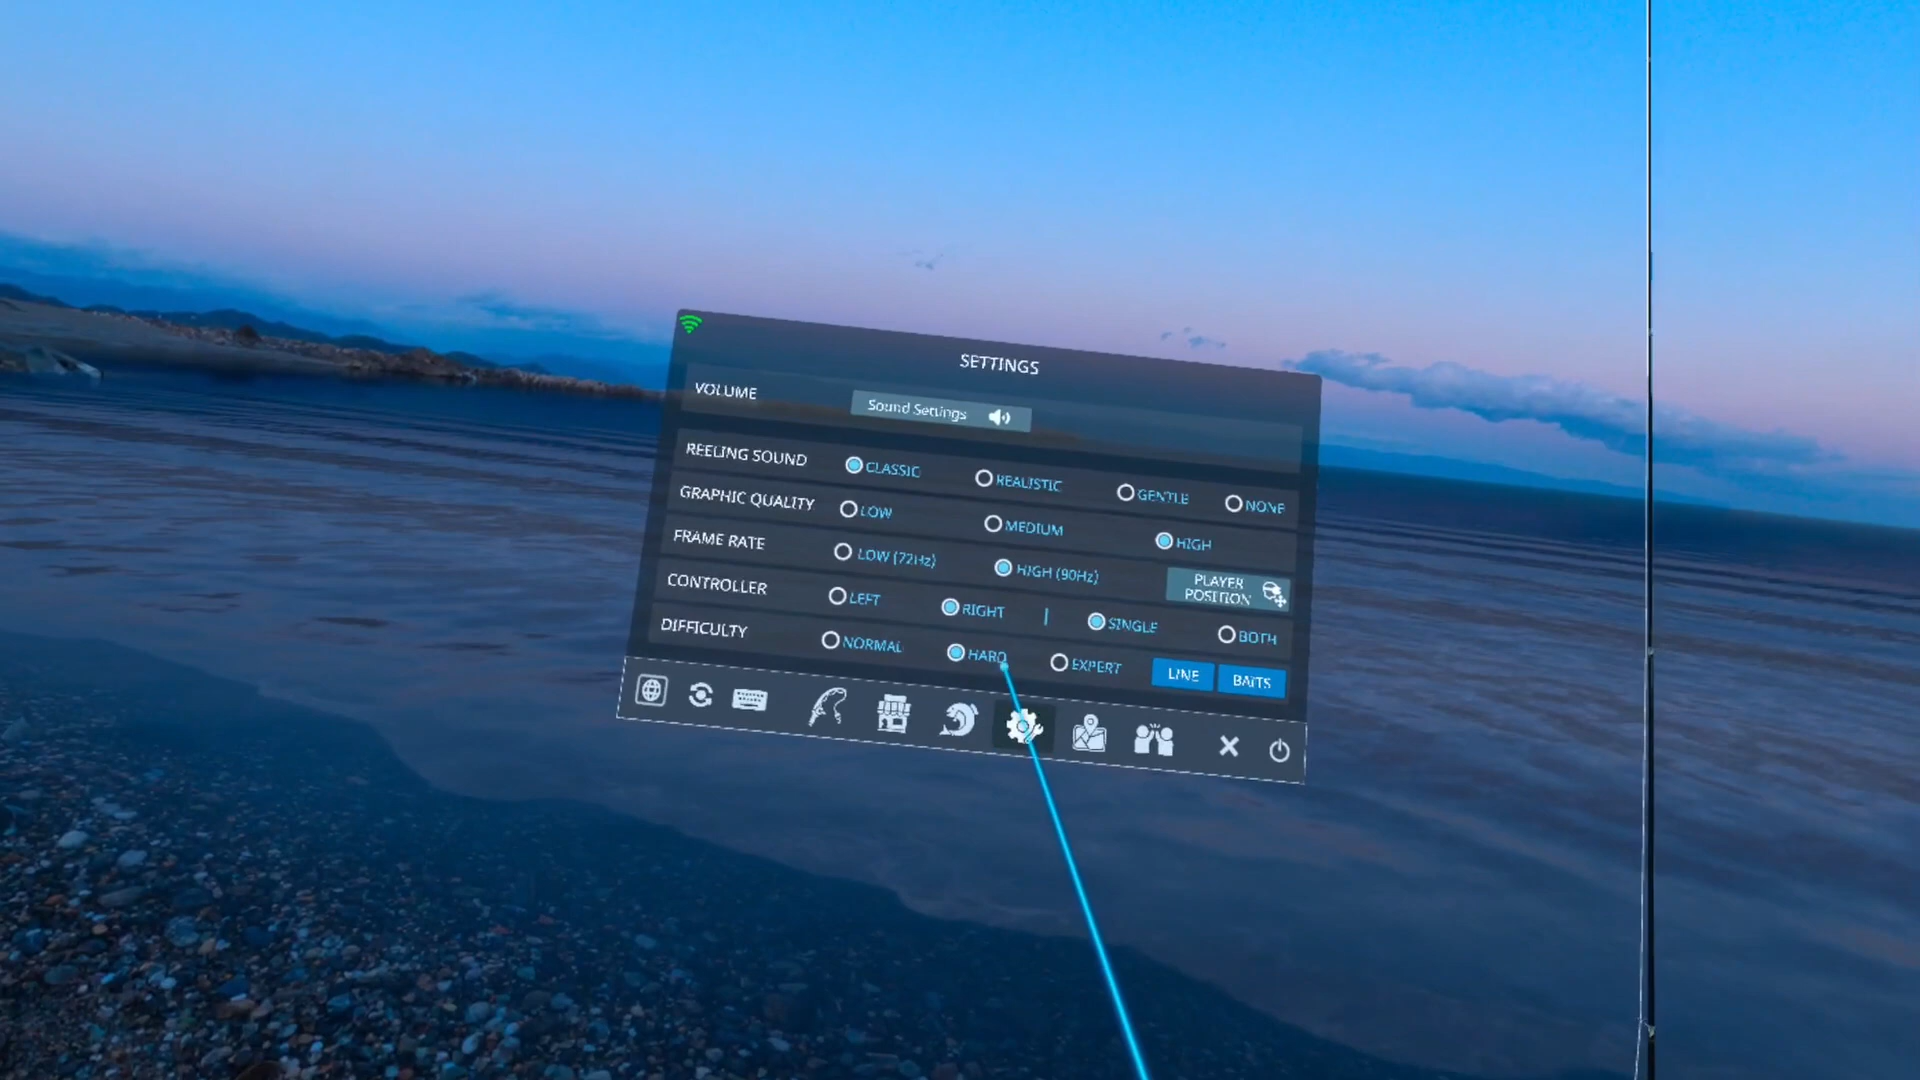 SETTINGS
VOLUME Sound Settings
REELING SOUND CLASSIC REALISTIC GENTLE NONE
GRAPHIC QUALITY LOW MEDIUM HIGH
FRAME RATE LOW (72Hz) HIGH (90Hz) PLAYER POSITION
CONTROLLER LEFT RIGHT | SINGLE BOTH
DIFFICULTY NORMAL HARD EXPERT LINE BAITS